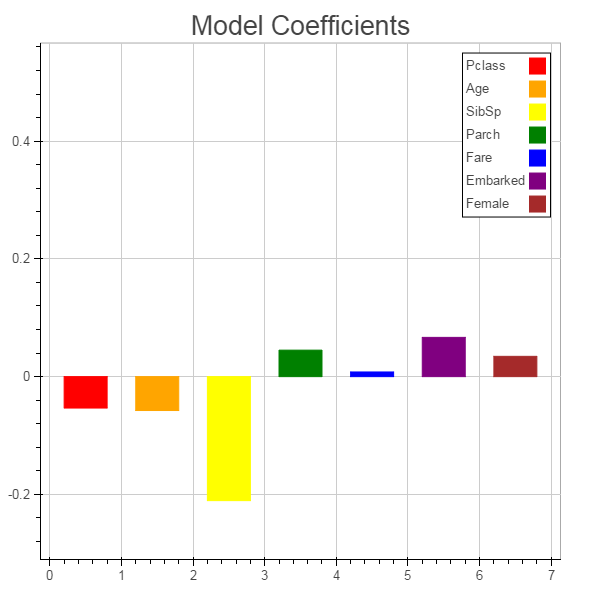 Model Coefficients
Pclass
Age
SibSp
Parch
Fare
Embarked
Female
0.4
0.2
0
-0.2
0 1 2 3 4 5 6 7